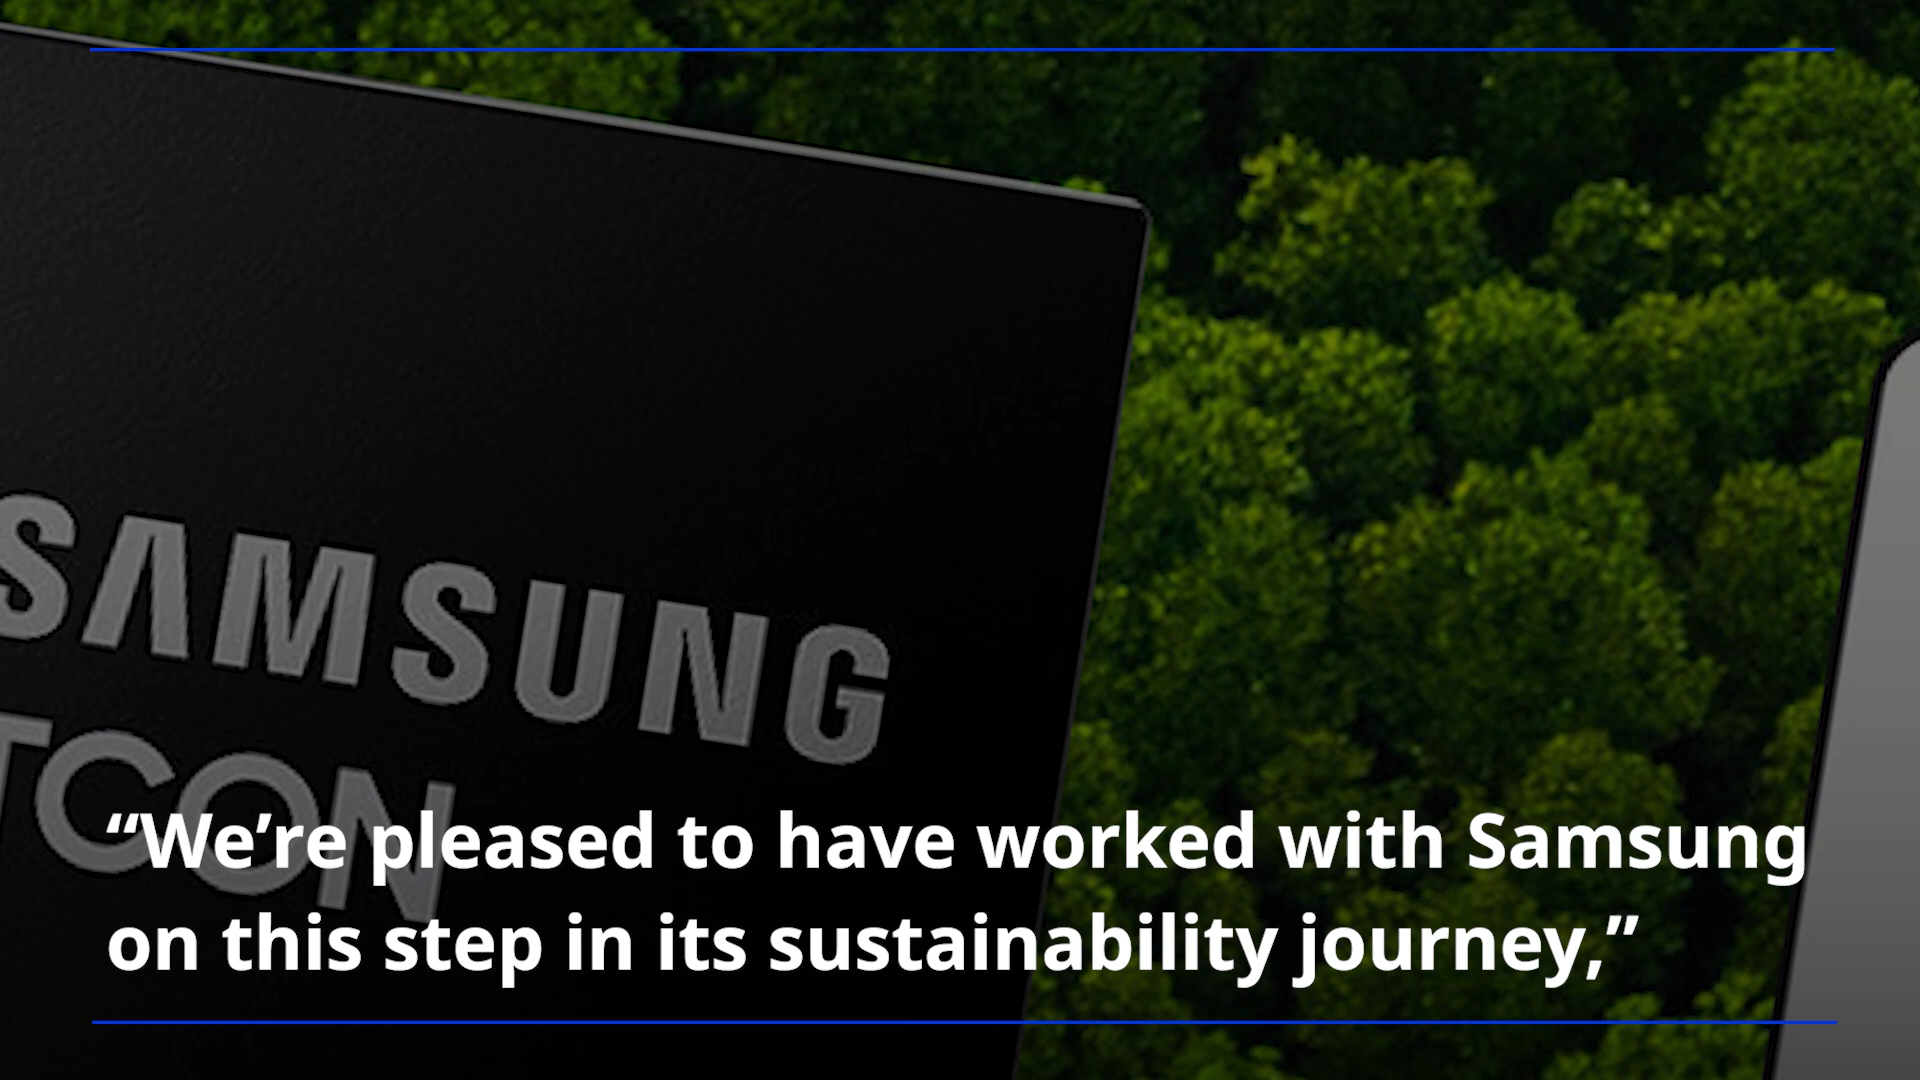 SAMSUNG
TCON
“We’re pleased to have worked with Samsung
on this step in its sustainability journey,”